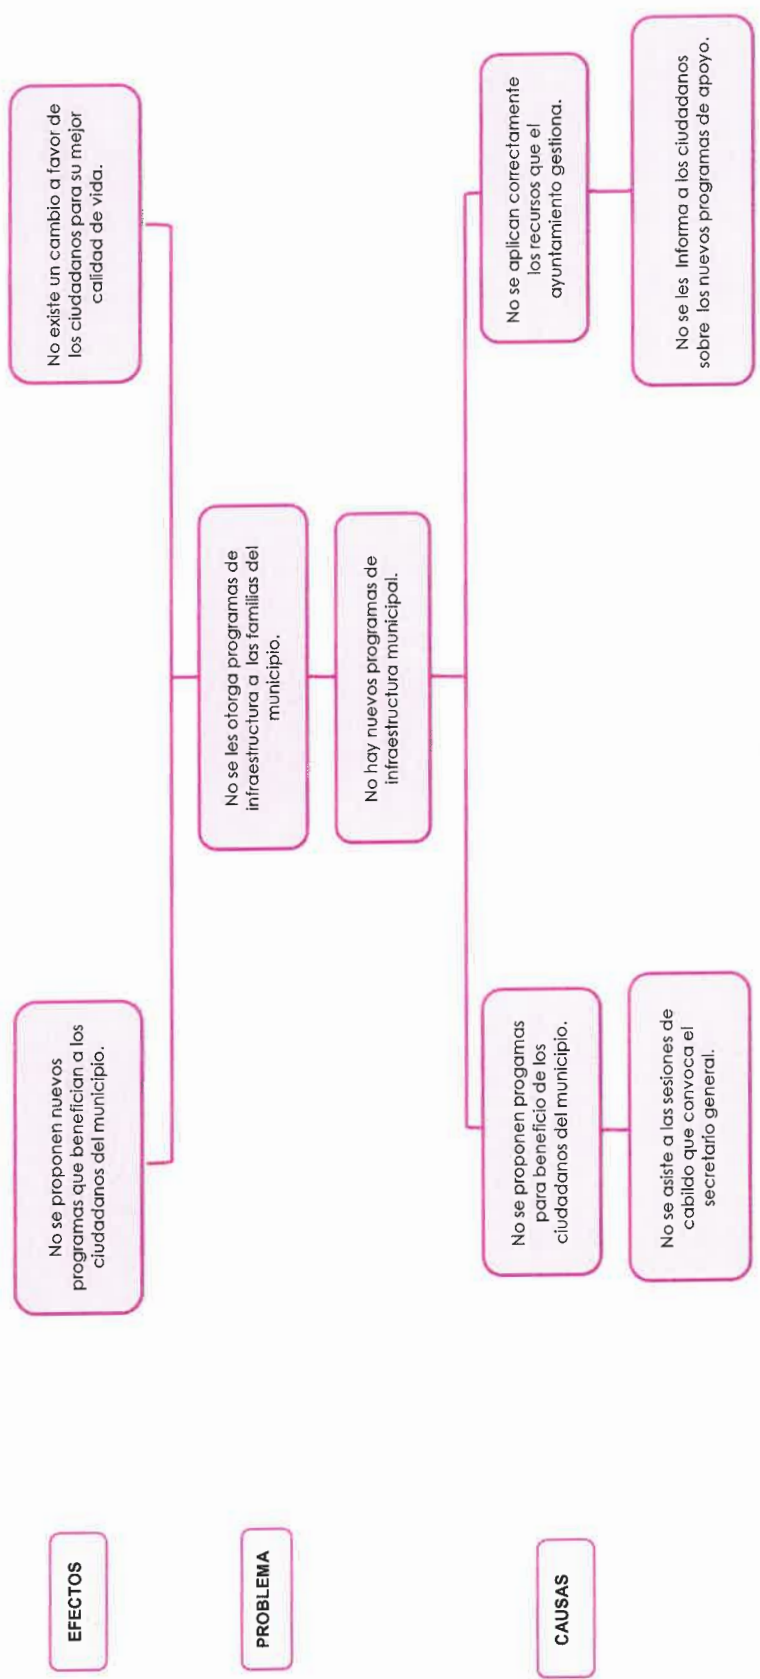 EFECTOS
No se proponen nuevos
programas que benefician a los
ciudadanos del municipio.
No existe un cambio a favor de
los ciudadanos para su mejor
calidad de vida.
PROBLEMA
No se les otorga programas de
infraestructura a las familias del
municipio.
No hay nuevos programas de
infraestructura municipal.
CAUSAS
No se proponen progamas
para beneficio de los
ciudadanos del municipio.
No se aplican correctamente
los recursos que el
ayuntamiento gestiona.
No se asiste a las sesiones de
cabildo que convoca el
secretario general.
No se les Informa a los ciudadanos
sobre los nuevos programas de apoyo.